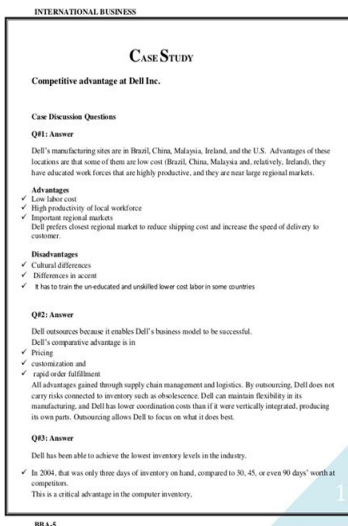 INTERNATIONAL BUSINESS
CASE STUDY
Competitive advantage at Dell Inc.
Case Discussion Questions
Q#1: Answer
Dell's manufacturing sites are in Brazil, China, Malaysia, Ireland, and the U.S. Advantages of these
locations are that some of them are low cost (Brazil, China, Malaysia and, relatively, Ireland), they
have educated work forces that are highly productive, and they are near large regional markets.
Advantages
✓ Low labor cost
✓ High productivity of local workforce
✓ Important regional markets
Dell prefers closest regional market to reduce shipping cost and increase the speed of delivery to
customer.
Disadvantages
✓ Cultural differences
✓ Differences in accent
✓ It has to train the un-educated and unskilled lower cost labor in some countries
Q#2: Answer
Dell outsources because it enables Dell's business model to be successful.
Dell's comparative advantage is in
✓ Pricing
✓ customization and
✓ rapid order fulfillment
All advantages gained through supply chain management and logistics. By outsourcing, Dell does not
carry risks connected to inventory such as obsolescence. Dell can maintain flexibility in its
manufacturing, and Dell has lower coordination costs than if it were vertically integrated, producing
its own parts. Outsourcing allows Dell to focus on what it does best.
Q#3: Answer
Dell has been able to achieve the lowest inventory levels in the industry.
✓ In 2004, that was only three days of inventory on hand, compared to 30, 45, or even 90 days' worth at
competitors.
This is a critical advantage in the computer inventory,
1
BBA-5